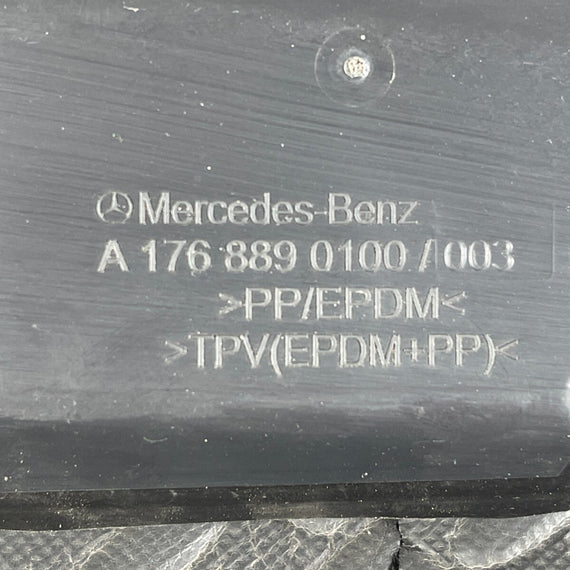 Mercedes-Benz
A 176 889 0100 / 003
>PP/EPDM<
>TPV(EPDM+PP)<